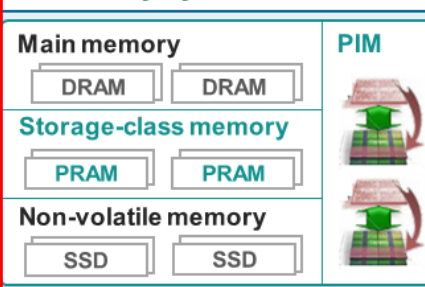 Main memory
DRAM DRAM
Storage-class memory
PRAM PRAM
Non-volatile memory
SSD SSD
PIM